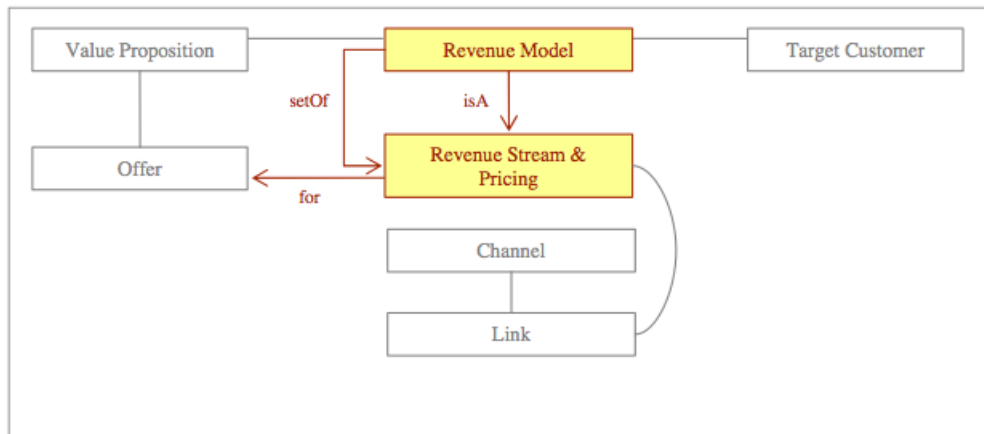 Value Proposition
Revenue Model
Target Customer
setOf
isA
Offer
Revenue Stream &
Pricing
for
Channel
Link